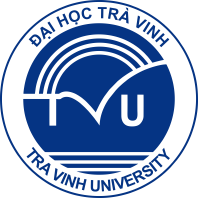 ĐẠI HỌC TRÀ VINH
TVU
TRA VINH UNIVERSITY